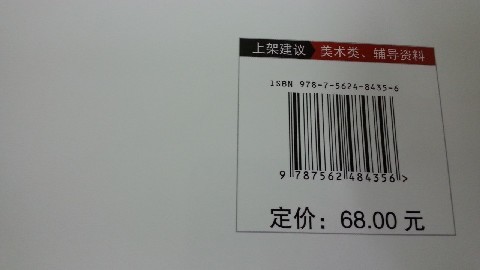 上架建议 美术类、辅导资料
ISBN 978-7-5624-8435-6
9 787562 484356 >
定价：68.00 元